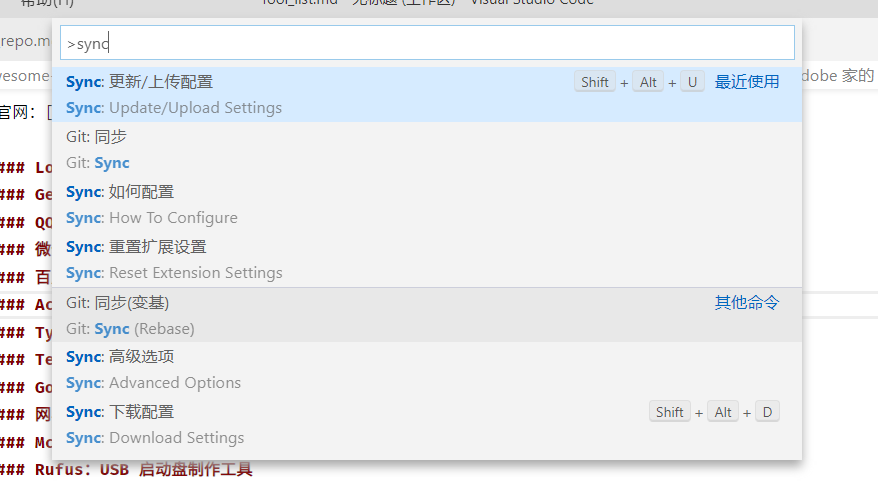 帮助(H)
Tool_list.md - 无标题 (工作区) - Visual Studio Code
repo.m
>sync
wesome-
dobe 家的
Sync: 更新/上传配置 Shift + Alt + U 最近使用
Sync: Update/Upload Settings
官网：[
Git: 同步
Git: Sync
### Lo
Sync: 如何配置
### Ge
Sync: How To Configure
### QQ
Sync: 重置扩展设置
### 微
Sync: Reset Extension Settings
### 百
Git: 同步(变基) 其他命令
### Ac
Git: Sync (Rebase)
### Ty
Sync: 高级选项
### Te
Sync: Advanced Options
### Go
Sync: 下载配置 Shift + Alt + D
### 网
Sync: Download Settings
### Mc
### Rufus：USB 启动盘制作工具